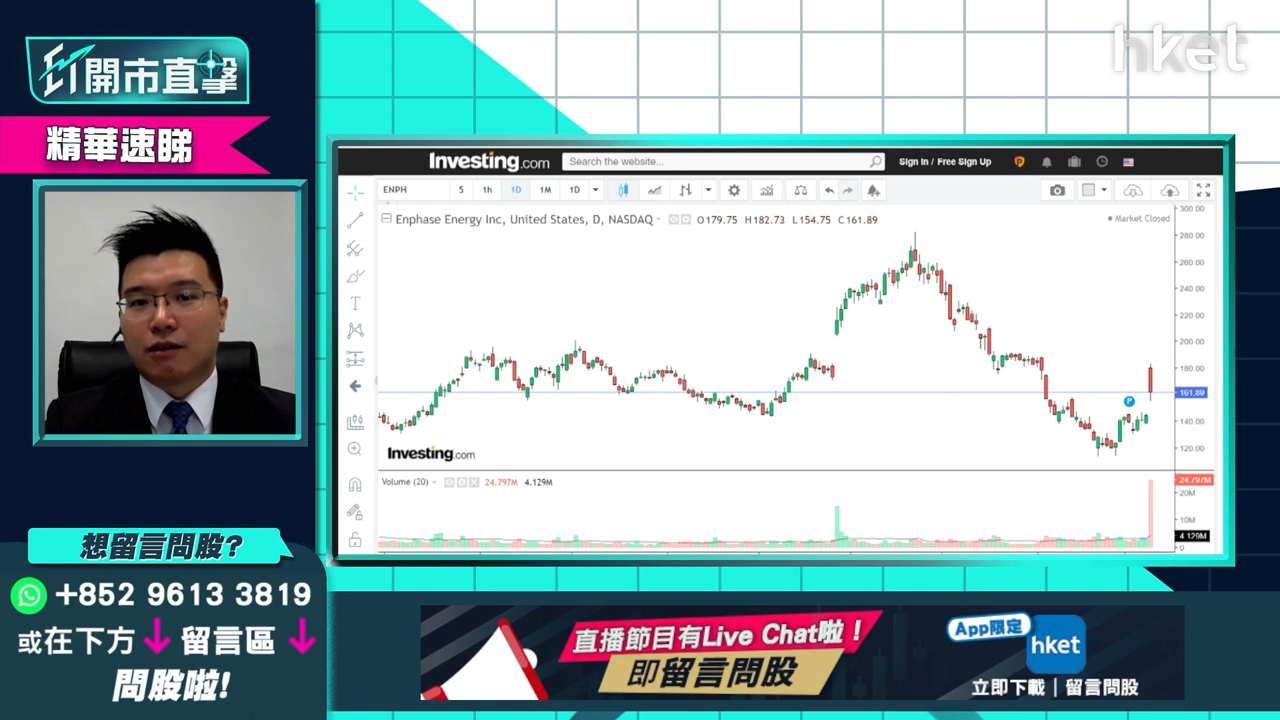 開市直擊
精華速睇
hket
Investing.com
Search the website...
Sign In / Free Sign Up
ENPH
5
1h
1D
1M
1D
Enphase Energy Inc, United States, D, NASDAQ
O179.75 H182.73 L154.75 C161.89
Market Closed
300.00
280.00
260.00
240.00
220.00
200.00
180.00
161.89
140.00
120.00
P
Investing.com
Volume (20)
24.797M 4.129M
24.797M
20M
10M
4.129M
0
想留言問股?
+852 9613 3819
或在下方 留言區
問股啦!
直播節目有Live Chat啦！
即留言問股
App限定
hket
立即下載 | 留言問股